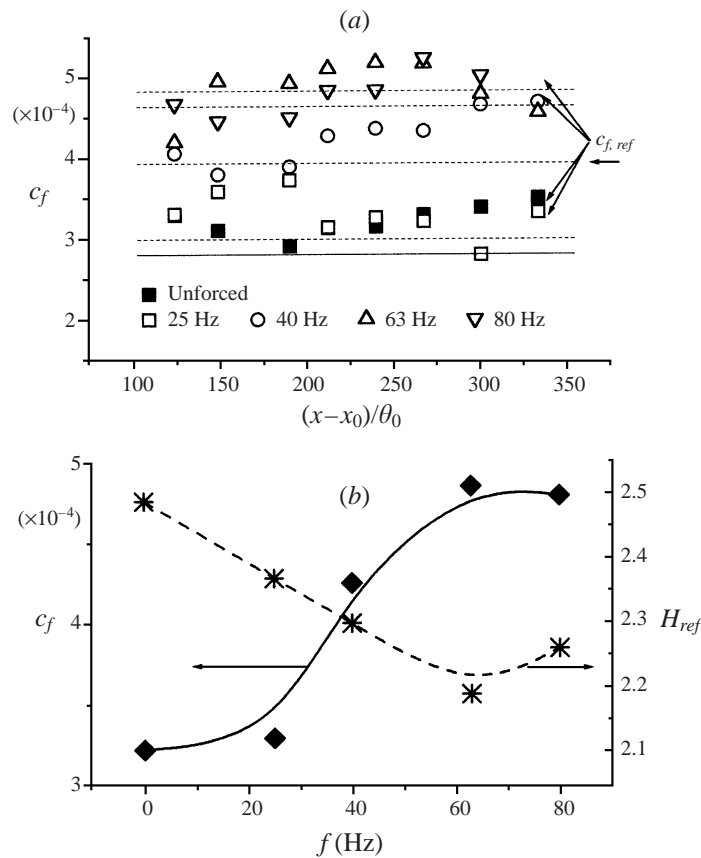 (a)
5
(×10⁻⁴)
4
c_f
3
2
c_{f, ref}
Unforced
25 Hz 40 Hz 63 Hz 80 Hz
100 150 200 250 300 350
(x−x₀)/θ₀
(b)
5
(×10⁻⁴)
c_f
4
3
2.5
2.4
2.3
2.2
2.1
H_{ref}
0 20 40 60 80
f (Hz)